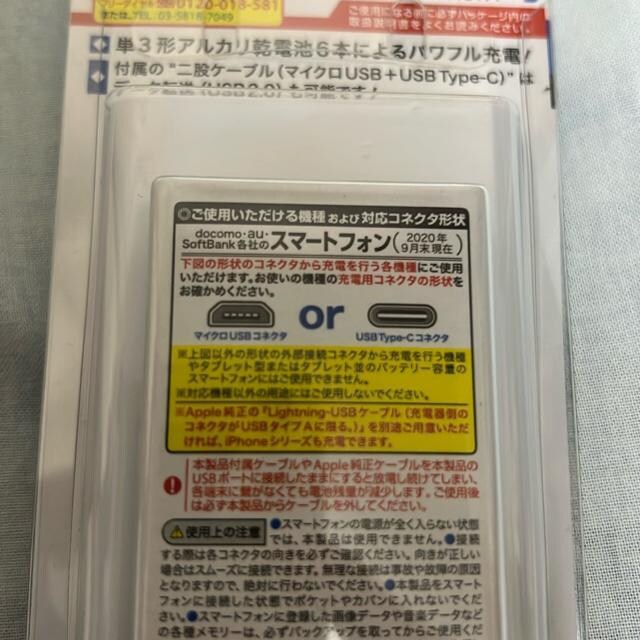 フリーダイヤル 0120-018-581
または、TEL 03-5818-7049
ご使用になる前に必ずパッケージ内の
取扱説明書をよくお読みください。
単3形アルカリ乾電池6本によるパワフル充電！
付属の"二股ケーブル（マイクロUSB＋USB Type-C）"は
データ転送（USB2.0）も可能です！
◎ご使用いただける機種 および 対応コネクタ形状
docomo・au・
SoftBank各社のスマートフォン（2020年9月末現在）
下図の形状のコネクタから充電を行う各機種にご使用
いただけます。お使いの機種の充電用コネクタの形状を
お確かめください。
or
マイクロUSBコネクタ USB Type-Cコネクタ
※上図以外の形状の外部接続コネクタから充電を行う機種
やタブレット型またはタブレット並のバッテリー容量の
スマートフォンにはご使用できません。
※対応機種以外の用途にはご使用しないでください。
※Apple純正の『Lightning-USBケーブル（充電器側の
コネクタがUSBタイプAに限る。）』を別途ご用意いただ
ければ、iPhoneシリーズも充電できます。
本製品付属ケーブルやApple純正ケーブルを本製品の
USBポートに接続したままにすると放電し続けてしまい、
各端末に繋がなくても電池残量が減少します。ご使用後
は必ず本製品からケーブルを外してください。
使用上の注意 ●スマートフォンの電源が全く入らない状態
では、本製品は使用できません。●接続
する際は各コネクタの向きを必ずご確認ください。向きが正しい
場合はスムーズに接続できます。無理な接続は事故や故障の原因
となりますので、絶対に行わないでください。●本製品をスマート
フォンに接続した状態でポケットやカバンに入れないでください。
●スマートフォンに登録した画像データや音楽データなど
の各種メモリーは、必ずバックアップを取ってからご使用く